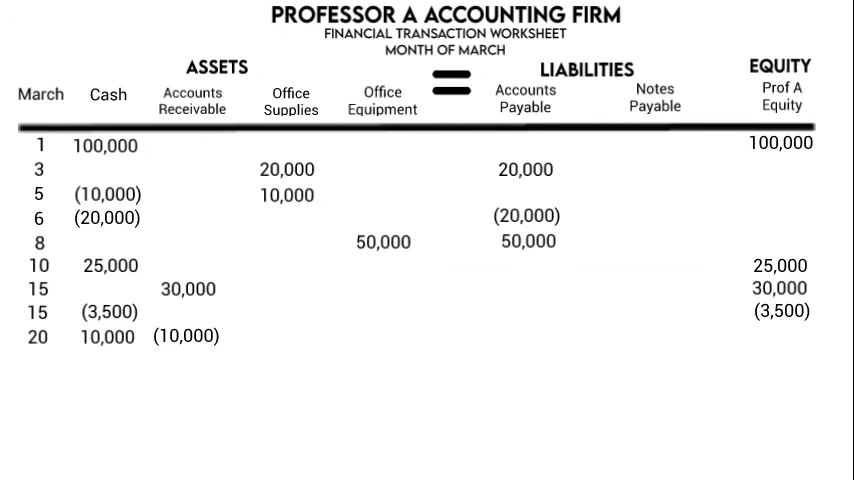 PROFESSOR A ACCOUNTING FIRM
FINANCIAL TRANSACTION WORKSHEET
MONTH OF MARCH
ASSETS = LIABILITIES EQUITY
March Cash Accounts Receivable Office Supplies Office Equipment Accounts Payable Notes Payable Prof A Equity
1 100,000 100,000
3 20,000 20,000
5 (10,000) 10,000
6 (20,000) (20,000)
8 50,000 50,000
10 25,000 25,000
15 30,000 30,000
15 (3,500) (3,500)
20 10,000 (10,000)